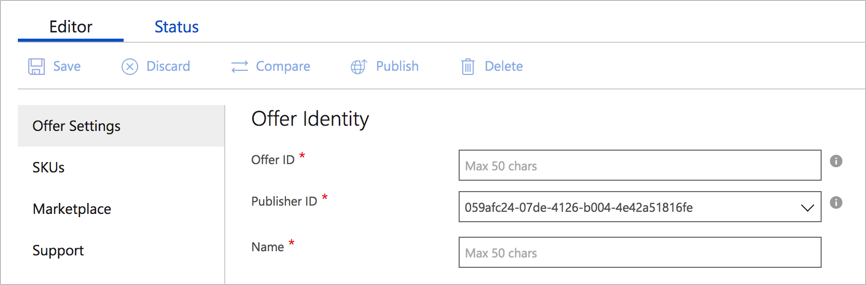 Editor Status
Save Discard Compare Publish Delete
Offer Settings
SKUs
Marketplace
Support
Offer Identity
Offer ID * Max 50 chars
Publisher ID * 059afc24-07de-4126-b004-4e42a51816fe
Name * Max 50 chars